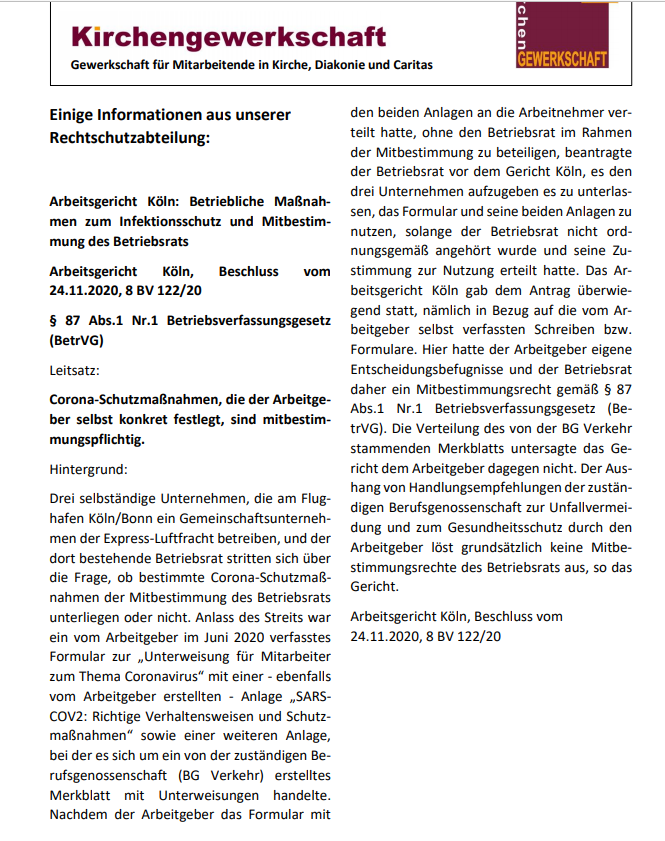 Kirchengewerkschaft
Gewerkschaft für Mitarbeitende in Kirche, Diakonie und Caritas
chen
GEWERKSCHAFT
Einige Informationen aus unserer
Rechtschutzabteilung:
Arbeitsgericht Köln: Betriebliche Maßnah-
men zum Infektionsschutz und Mitbestim-
mung des Betriebsrats
Arbeitsgericht Köln, Beschluss vom
24.11.2020, 8 BV 122/20
§ 87 Abs.1 Nr.1 Betriebsverfassungsgesetz
(BetrVG)
Leitsatz:
Corona-Schutzmaßnahmen, die der Arbeitge-
ber selbst konkret festlegt, sind mitbestim-
mungspflichtig.
Hintergrund:
Drei selbständige Unternehmen, die am Flug-
hafen Köln/Bonn ein Gemeinschaftsunterneh-
men der Express-Luftfracht betreiben, und der
dort bestehende Betriebsrat stritten sich über
die Frage, ob bestimmte Corona-Schutzmaß-
nahmen der Mitbestimmung des Betriebsrats
unterliegen oder nicht. Anlass des Streits war
ein vom Arbeitgeber im Juni 2020 verfasstes
Formular zur „Unterweisung für Mitarbeiter
zum Thema Coronavirus“ mit einer - ebenfalls
vom Arbeitgeber erstellten - Anlage „SARS-
COV2: Richtige Verhaltensweisen und Schutz-
maßnahmen“ sowie einer weiteren Anlage,
bei der es sich um ein von der zuständigen Be-
rufsgenossenschaft (BG Verkehr) erstelltes
Merkblatt mit Unterweisungen handelte.
Nachdem der Arbeitgeber das Formular mit
den beiden Anlagen an die Arbeitnehmer ver-
teilt hatte, ohne den Betriebsrat im Rahmen
der Mitbestimmung zu beteiligen, beantragte
der Betriebsrat vor dem Gericht Köln, es den
drei Unternehmen aufzugeben es zu unterlas-
sen, das Formular und seine beiden Anlagen zu
nutzen, solange der Betriebsrat nicht ord-
nungsgemäß angehört wurde und seine Zu-
stimmung zur Nutzung erteilt hatte. Das Ar-
beitsgericht Köln gab dem Antrag überwie-
gend statt, nämlich in Bezug auf die vom Ar-
beitgeber selbst verfassten Schreiben bzw.
Formulare. Hier hatte der Arbeitgeber eigene
Entscheidungsbefugnisse und der Betriebsrat
daher ein Mitbestimmungsrecht gemäß § 87
Abs.1 Nr.1 Betriebsverfassungsgesetz (Be-
trVG). Die Verteilung des von der BG Verkehr
stammenden Merkblatts untersagte das Ge-
richt dem Arbeitgeber dagegen nicht. Der Aus-
hang von Handlungsempfehlungen der zustän-
digen Berufsgenossenschaft zur Unfallvermei-
dung und zum Gesundheitsschutz durch den
Arbeitgeber löst grundsätzlich keine Mitbe-
stimmungsrechte des Betriebsrats aus, so das
Gericht.
Arbeitsgericht Köln, Beschluss vom
24.11.2020, 8 BV 122/20